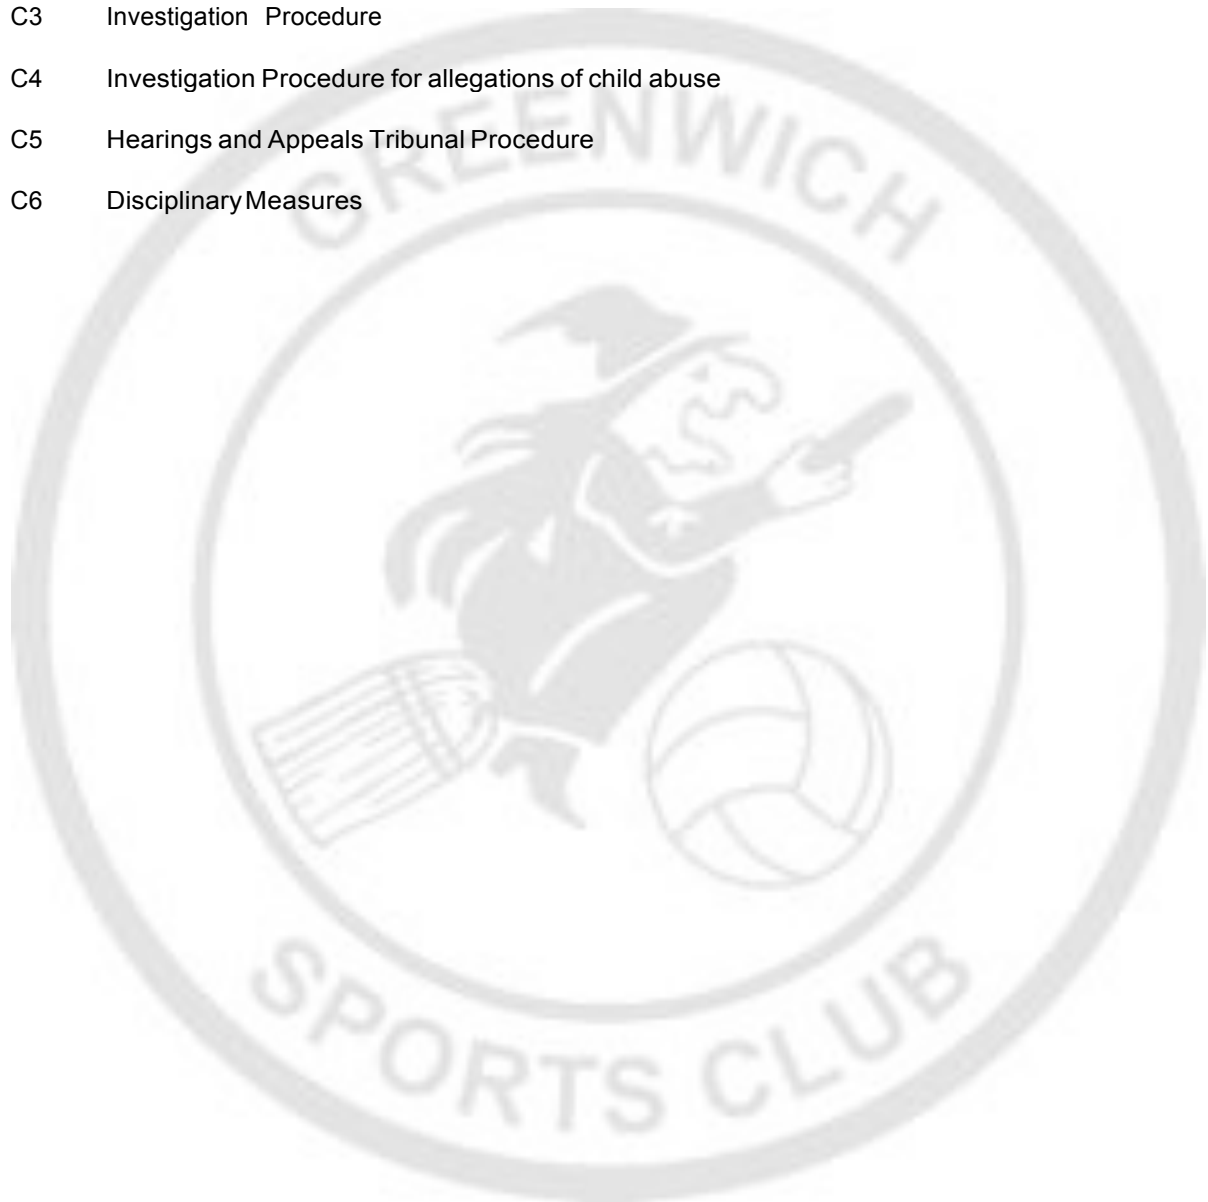 C3 Investigation Procedure
C4 Investigation Procedure for allegations of child abuse
C5 Hearings and Appeals Tribunal Procedure
C6 Disciplinary Measures
GREENWICH
SPORTS CLUB